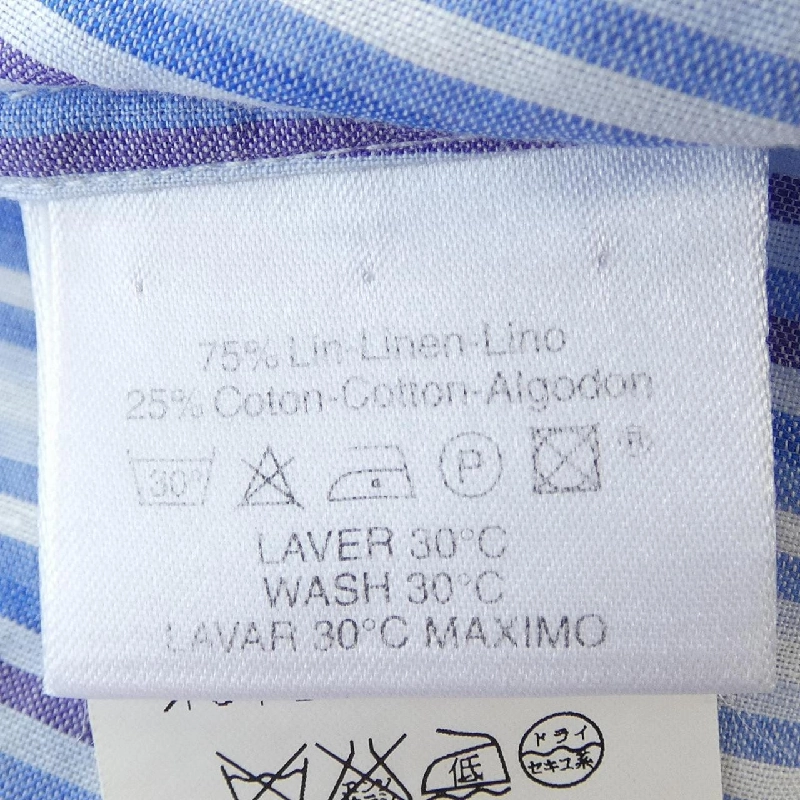 75% Lin-Linen-Lino
25% Coton-Cotton-Algodon
30° P
LAVER 30°C
WASH 30°C
LAVAR 30°C MAXIMO
低 ドライ
セキユ系